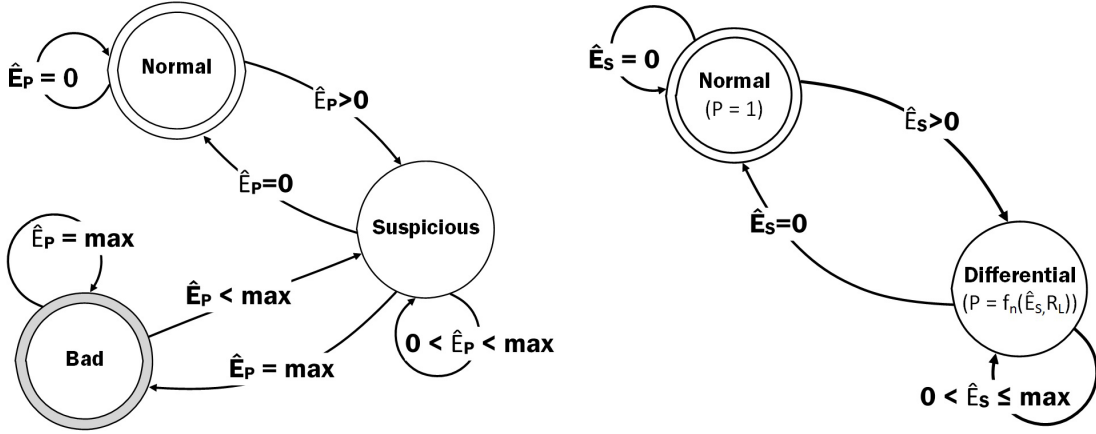 Normal
Ê_P = 0
Ê_P>0
Ê_P=0
Suspicious
Ê_P = max
Ê_P < max
0 < Ê_P < max
Ê_P = max
Bad
Ê_S = 0
Normal
(P = 1)
Ê_S>0
Ê_S=0
Differential
(P = f_n(Ê_S,R_L))
0 < Ê_S ≤ max